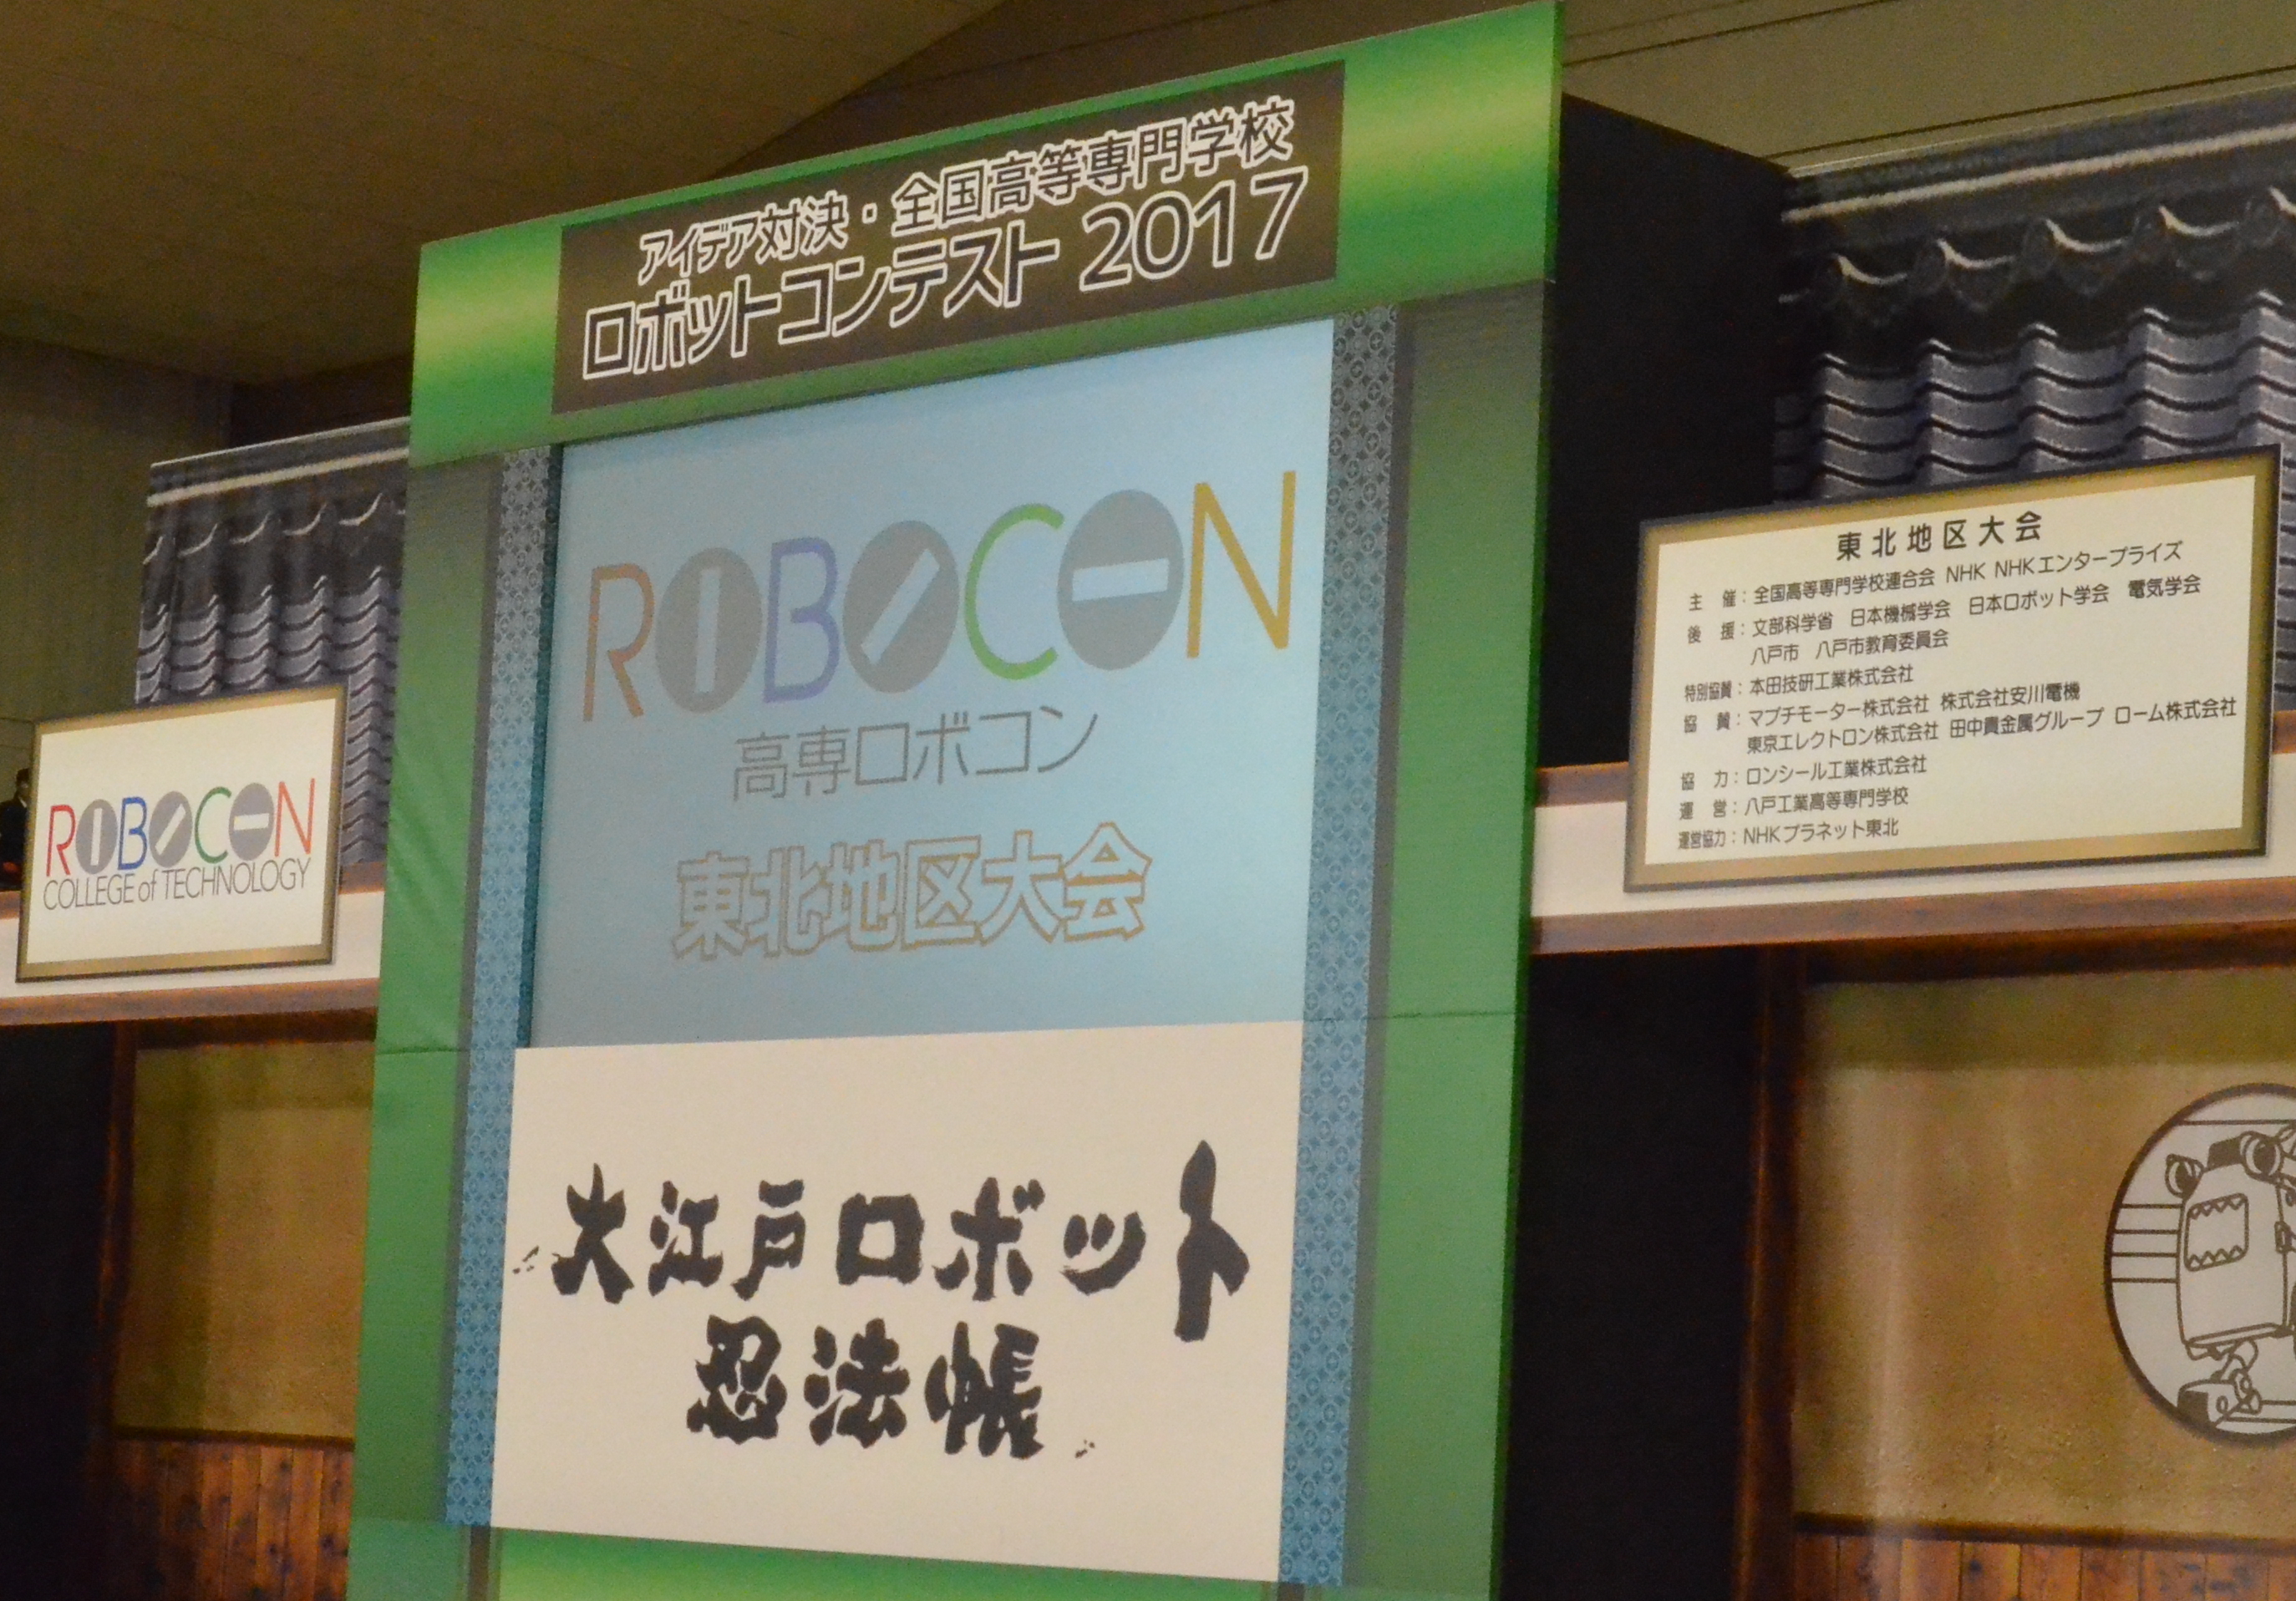 アイデア対決・全国高等専門学校
ロボットコンテスト 2017
ROBOCON
高専ロボコン
東北地区大会
大江戸ロボット
忍法帳
ROBOCON
COLLEGE of TECHNOLOGY
東北地区大会
主 催：全国高等専門学校連合会 NHK NHKエンタープライズ
後 援：文部科学省 日本機械学会 日本ロボット学会 電気学会
八戸市 八戸市教育委員会
特別協賛：本田技研工業株式会社
協 賛：マブチモーター株式会社 株式会社安川電機
東京エレクトロン株式会社 田中貴金属グループ ローム株式会社
協 力：ロンシール工業株式会社
運 営：八戸工業高等専門学校
運営協力：NHKプラネット東北